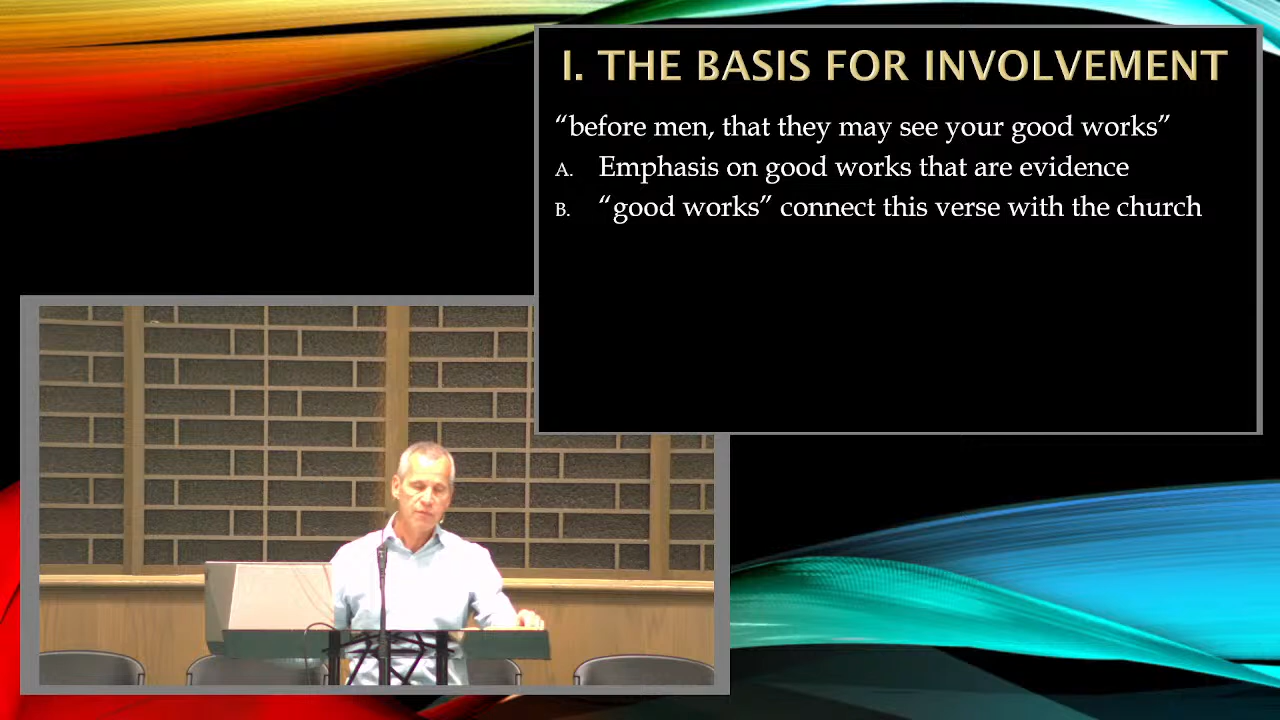 I. THE BASIS FOR INVOLVEMENT
“before men, that they may see your good works”
A. Emphasis on good works that are evidence
B. “good works” connect this verse with the church